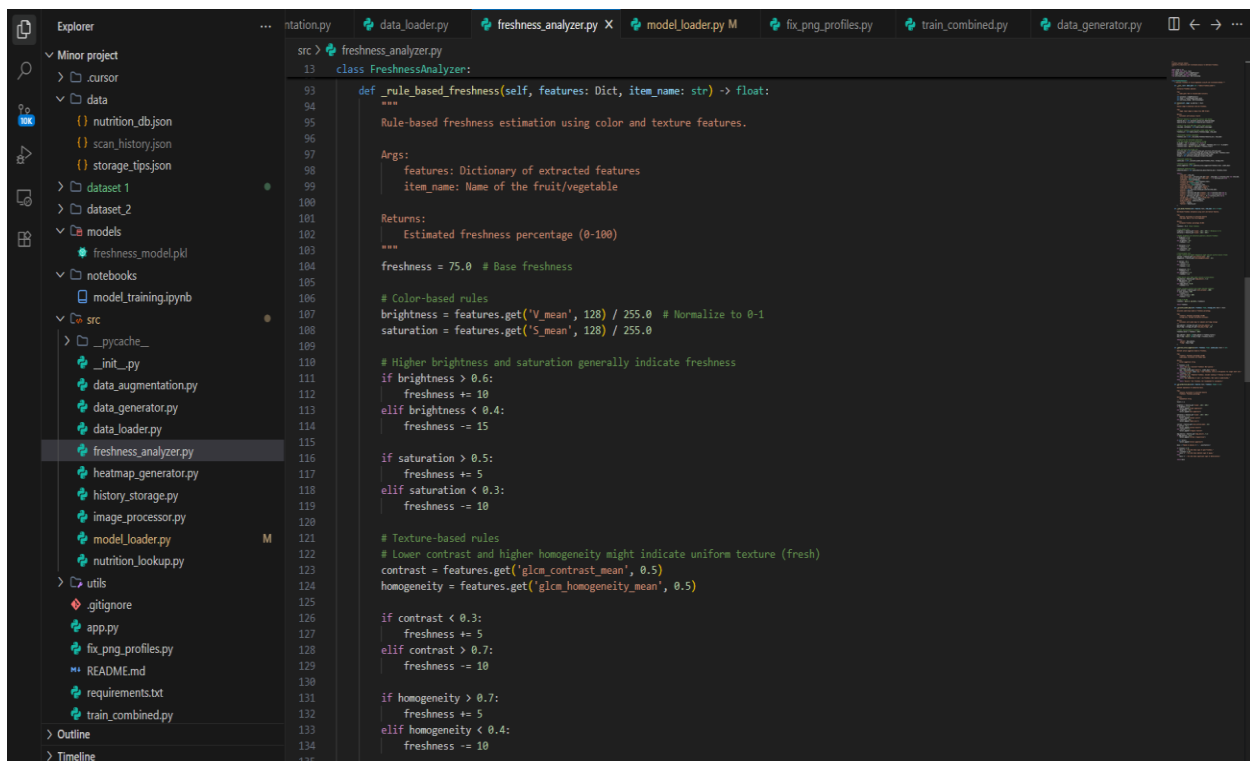 Explorer
Minor project
.cursor
data
{} nutrition_db.json
{} scan_history.json
{} storage_tips.json
dataset 1
dataset_2
models
freshness_model.pkl
notebooks
model_training.ipynb
src
__pycache__
__init__.py
data_augmentation.py
data_generator.py
data_loader.py
freshness_analyzer.py
heatmap_generator.py
history_storage.py
image_processor.py
model_loader.py M
nutrition_lookup.py
utils
.gitignore
app.py
fix_png_profiles.py
README.md
requirements.txt
train_combined.py
Outline
Timeline
10K
ntation.py data_loader.py freshness_analyzer.py X model_loader.py M fix_png_profiles.py train_combined.py data_generator.py
src > freshness_analyzer.py
13 class FreshnessAnalyzer:
93 def _rule_based_freshness(self, features: Dict, item_name: str) -> float:
94 """
95 Rule-based freshness estimation using color and texture features.
96
97 Args:
98 features: Dictionary of extracted features
99 item_name: Name of the fruit/vegetable
100
101 Returns:
102 Estimated freshness percentage (0-100)
103 """
104 freshness = 75.0 # Base freshness
105
106 # Color-based rules
107 brightness = features.get('V_mean', 128) / 255.0 # Normalize to 0-1
108 saturation = features.get('S_mean', 128) / 255.0
109
110 # Higher brightness and saturation generally indicate freshness
111 if brightness > 0.6:
112 freshness += 10
113 elif brightness < 0.4:
114 freshness -= 15
115
116 if saturation > 0.5:
117 freshness += 5
118 elif saturation < 0.3:
119 freshness -= 10
120
121 # Texture-based rules
122 # Lower contrast and higher homogeneity might indicate uniform texture (fresh)
123 contrast = features.get('glcm_contrast_mean', 0.5)
124 homogeneity = features.get('glcm_homogeneity_mean', 0.5)
125
126 if contrast < 0.3:
127 freshness += 5
128 elif contrast > 0.7:
129 freshness -= 10
130
131 if homogeneity > 0.7:
132 freshness += 5
133 elif homogeneity < 0.4:
134 freshness -= 10